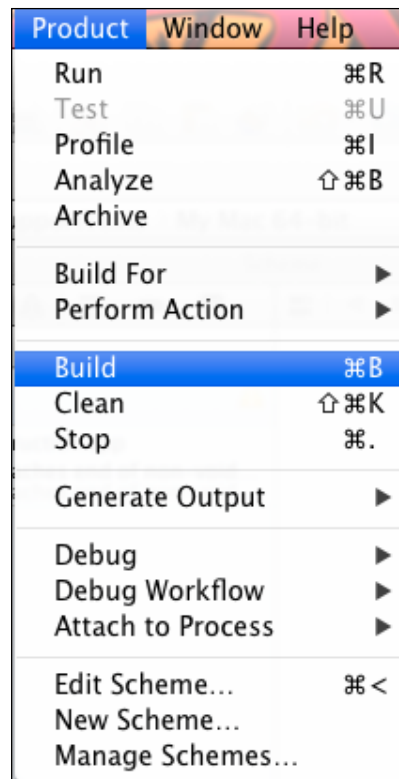 Product Window Help
Run ⌘R
Test ⌘U
Profile ⌘I
Analyze ⇧⌘B
Archive
Build For ▶
Perform Action ▶
Build ⌘B
Clean ⇧⌘K
Stop ⌘.
Generate Output ▶
Debug ▶
Debug Workflow ▶
Attach to Process ▶
Edit Scheme... ⌘<
New Scheme...
Manage Schemes...